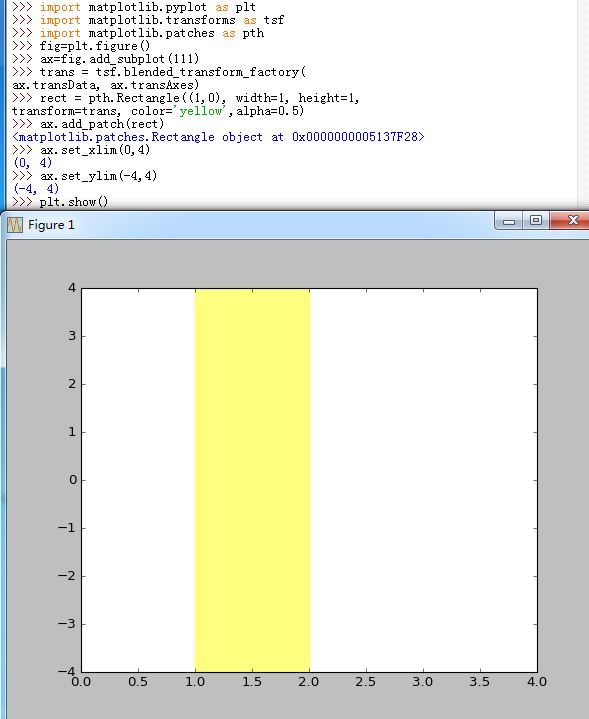 >>> import matplotlib.pyplot as plt
>>> import matplotlib.transforms as tsf
>>> import matplotlib.patches as pth
>>> fig=plt.figure()
>>> ax=fig.add_subplot(111)
>>> trans = tsf.blended_transform_factory(
ax.transData, ax.transAxes)
>>> rect = pth.Rectangle((1,0), width=1, height=1,
transform=trans, color='yellow',alpha=0.5)
>>> ax.add_patch(rect)
<matplotlib.patches.Rectangle object at 0x0000000005137F28>
>>> ax.set_xlim(0,4)
(0, 4)
>>> ax.set_ylim(-4,4)
(-4, 4)
>>> plt.show()
Figure 1
4
3
2
1
0
−1
−2
−3
−4
0.0 0.5 1.0 1.5 2.0 2.5 3.0 3.5 4.0